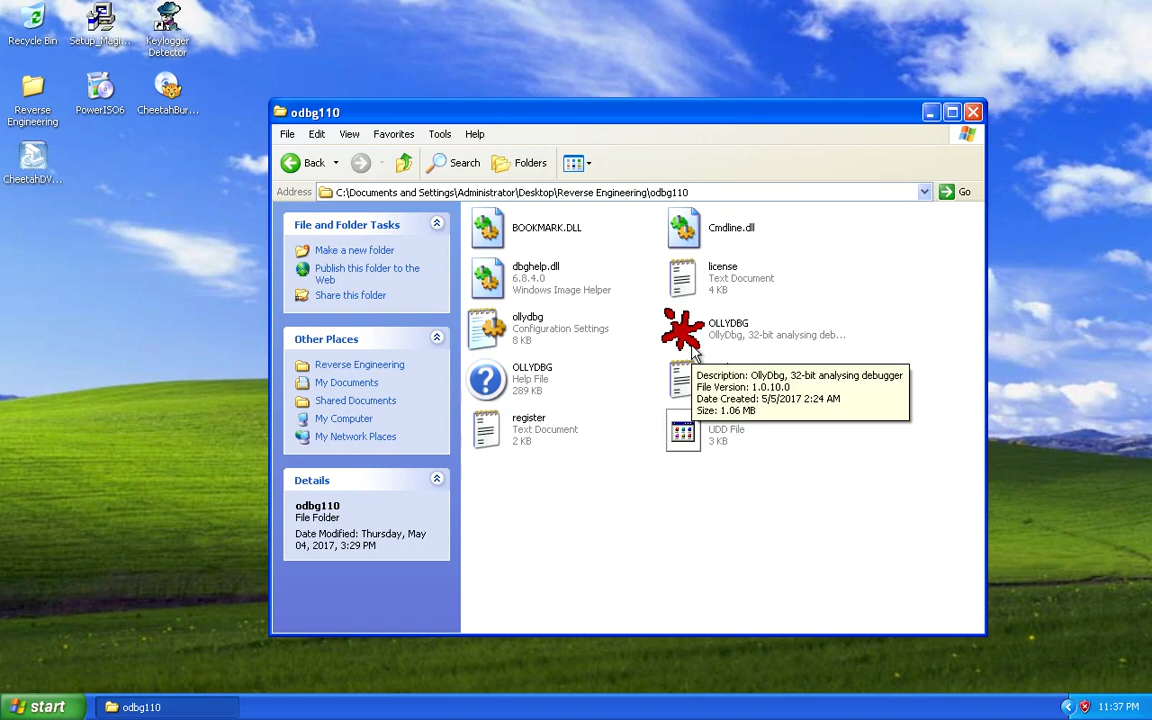 Recycle Bin
Setup_Magi...
Keylogger
Detector
Reverse
Engineering
PowerISO6
CheetahBur...
CheetahDV...
odbg110
File Edit View Favorites Tools Help
Back Search Folders
Address C:\Documents and Settings\Administrator\Desktop\Reverse Engineering\odbg110 Go
File and Folder Tasks
Make a new folder
Publish this folder to the
Web
Share this folder
Other Places
Reverse Engineering
My Documents
Shared Documents
My Computer
My Network Places
Details
odbg110
File Folder
Date Modified: Thursday, May
04, 2017, 3:29 PM
BOOKMARK.DLL
Cmdline.dll
dbghelp.dll
6.8.4.0
Windows Image Helper
license
Text Document
4 KB
ollydbg
Configuration Settings
8 KB
OLLYDBG
OllyDbg, 32-bit analysing deb...
OLLYDBG
Help File
289 KB
Description: OllyDbg, 32-bit analysing debugger
File Version: 1.0.10.0
Date Created: 5/5/2017 2:24 AM
Size: 1.06 MB
register
Text Document
2 KB
UDD File
3 KB
start
odbg110
11:37 PM